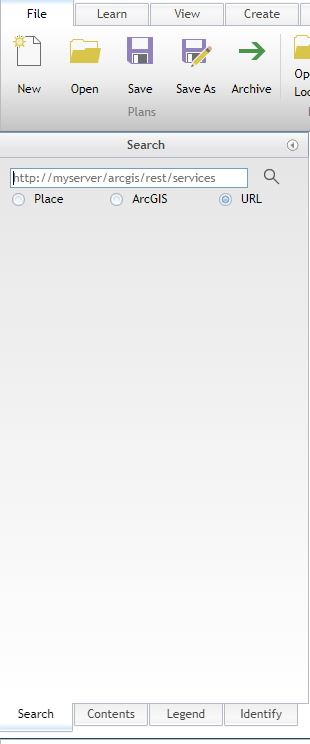 File Learn View Create
New Open Save Save As Archive
Plans
Search
http://myserver/arcgis/rest/services
Place ArcGIS URL
Search Contents Legend Identify